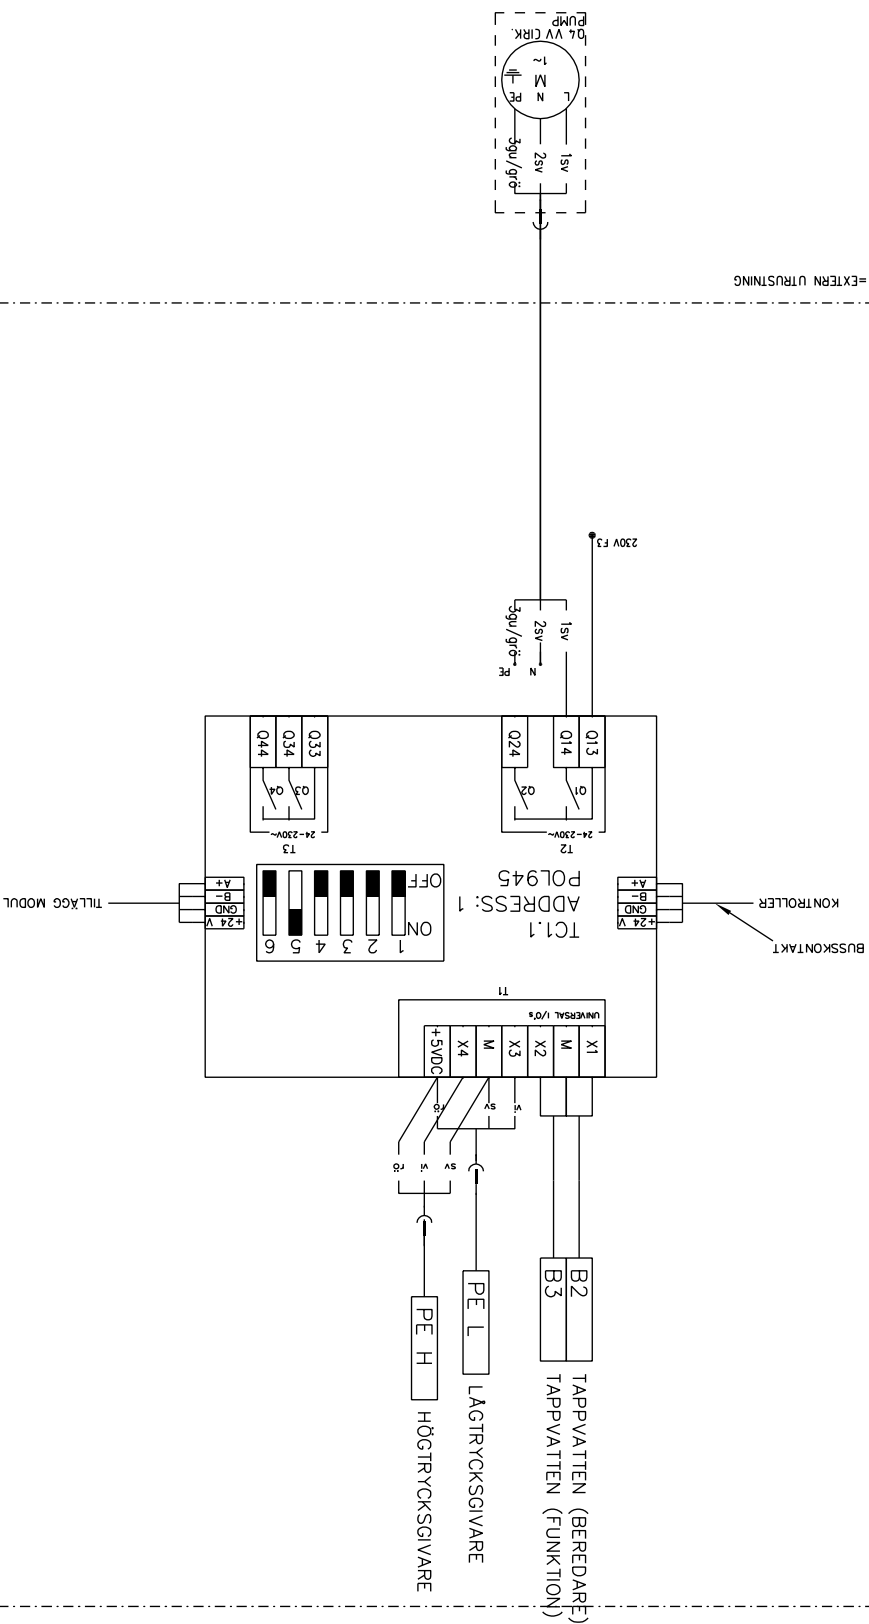 Q4 VV CIRK.
PUMP
1~
M
PE
N
L
3gu/grö
2sv
1sv
=EXTERN UTRUSTNING
230V F3
3gu/grö
2sv
1sv
PE
N
Q44
Q34
Q33
Q24
Q14
Q13
Q4
Q3
Q2
Q1
24-230V~
T3
24-230V~
T2
TC1.1
ADDRESS: 1
POL945
ON
OFF
1
2
3
4
5
6
A+
B-
GND
+24 V
TILLÄGG MODUL
A+
B-
GND
+24 V
KONTROLLER
BUSSKONTAKT
T1
UNIVERSAL I/O's
+5VDC
X4
M
X3
X2
M
X1
rö
sv
vi
rö
vi
sv
PE H
HÖGTRYCKSGIVARE
PE L
LÅGTRYCKSGIVARE
B3
TAPPVATTEN (FUNKTION)
B2
TAPPVATTEN (BEREDARE)